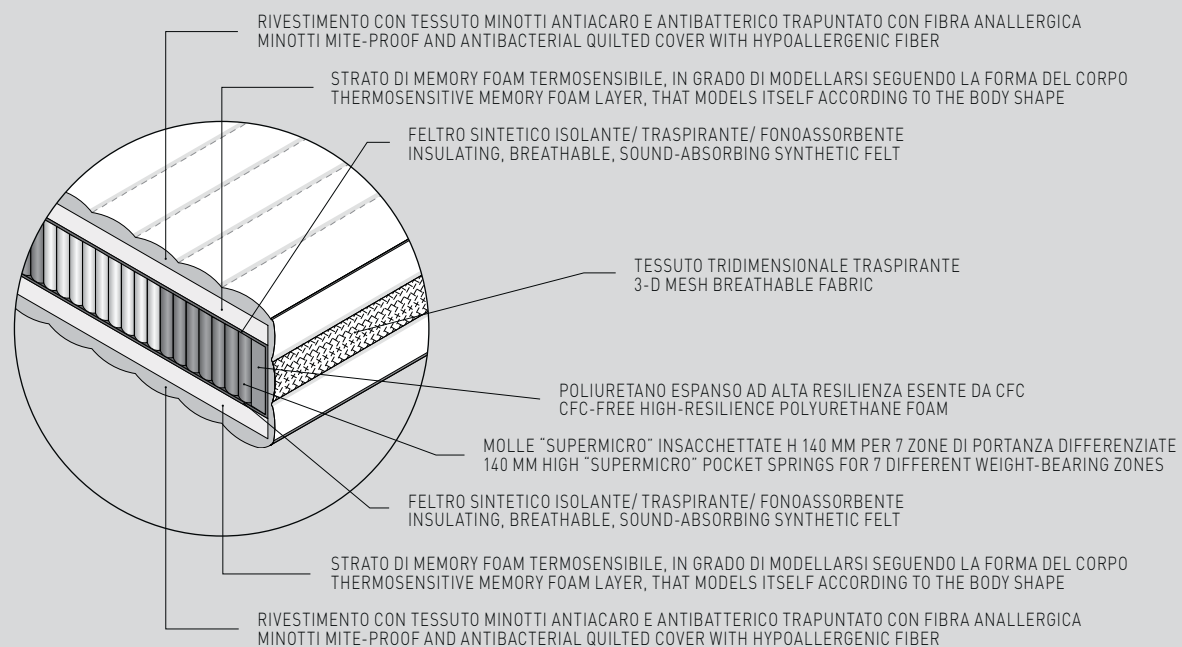 RIVESTIMENTO CON TESSUTO MINOTTI ANTIACARO E ANTIBATTERICO TRAPUNTATO CON FIBRA ANALLERGICA
MINOTTI MITE-PROOF AND ANTIBACTERIAL QUILTED COVER WITH HYPOALLERGENIC FIBER
STRATO DI MEMORY FOAM TERMOSENSIBILE, IN GRADO DI MODELLARSI SEGUENDO LA FORMA DEL CORPO
THERMOSENSITIVE MEMORY FOAM LAYER, THAT MODELS ITSELF ACCORDING TO THE BODY SHAPE
FELTRO SINTETICO ISOLANTE/ TRASPIRANTE/ FONOASSORBENTE
INSULATING, BREATHABLE, SOUND-ABSORBING SYNTHETIC FELT
TESSUTO TRIDIMENSIONALE TRASPIRANTE
3-D MESH BREATHABLE FABRIC
POLIURETANO ESPANSO AD ALTA RESILIENZA ESENTE DA CFC
CFC-FREE HIGH-RESILIENCE POLYURETHANE FOAM
MOLLE "SUPERMICRO" INSACCHETTATE H 140 MM PER 7 ZONE DI PORTANZA DIFFERENZIATE
140 MM HIGH "SUPERMICRO" POCKET SPRINGS FOR 7 DIFFERENT WEIGHT-BEARING ZONES
FELTRO SINTETICO ISOLANTE/ TRASPIRANTE/ FONOASSORBENTE
INSULATING, BREATHABLE, SOUND-ABSORBING SYNTHETIC FELT
STRATO DI MEMORY FOAM TERMOSENSIBILE, IN GRADO DI MODELLARSI SEGUENDO LA FORMA DEL CORPO
THERMOSENSITIVE MEMORY FOAM LAYER, THAT MODELS ITSELF ACCORDING TO THE BODY SHAPE
RIVESTIMENTO CON TESSUTO MINOTTI ANTIACARO E ANTIBATTERICO TRAPUNTATO CON FIBRA ANALLERGICA
MINOTTI MITE-PROOF AND ANTIBACTERIAL QUILTED COVER WITH HYPOALLERGENIC FIBER